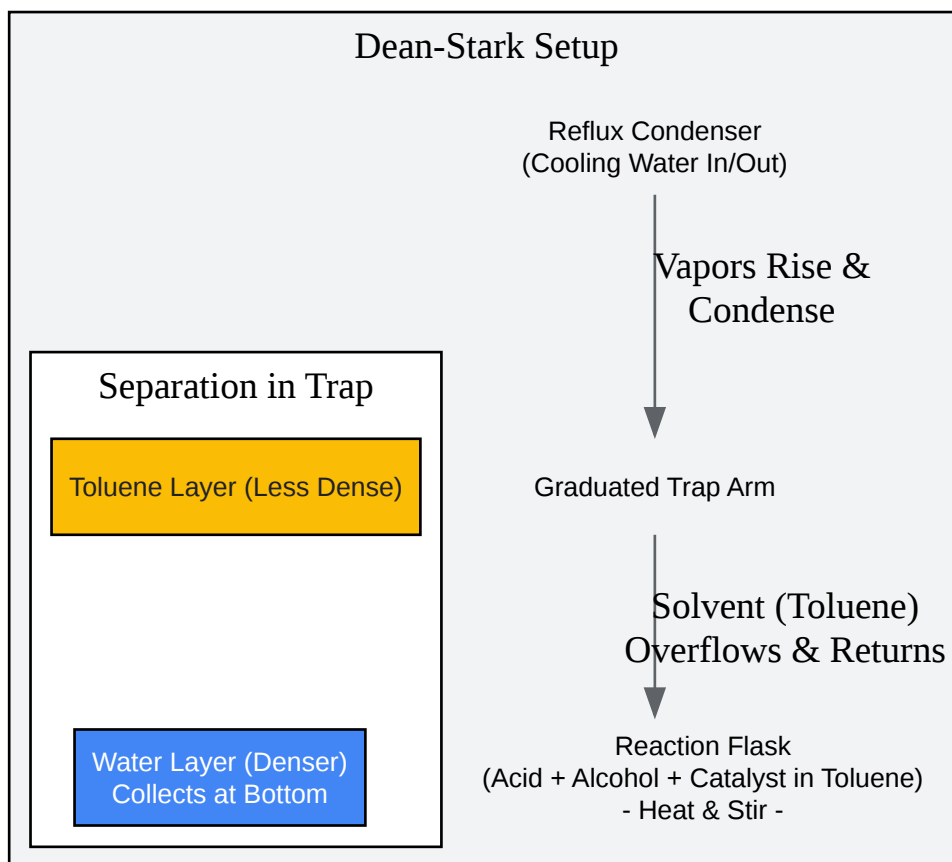 Dean-Stark Setup
Reflux Condenser
(Cooling Water In/Out)
Vapors Rise &
Condense
Separation in Trap
Toluene Layer (Less Dense)
Graduated Trap Arm
Solvent (Toluene)
Overflows & Returns
Water Layer (Denser)
Collects at Bottom
Reaction Flask
(Acid + Alcohol + Catalyst in Toluene)
- Heat & Stir -